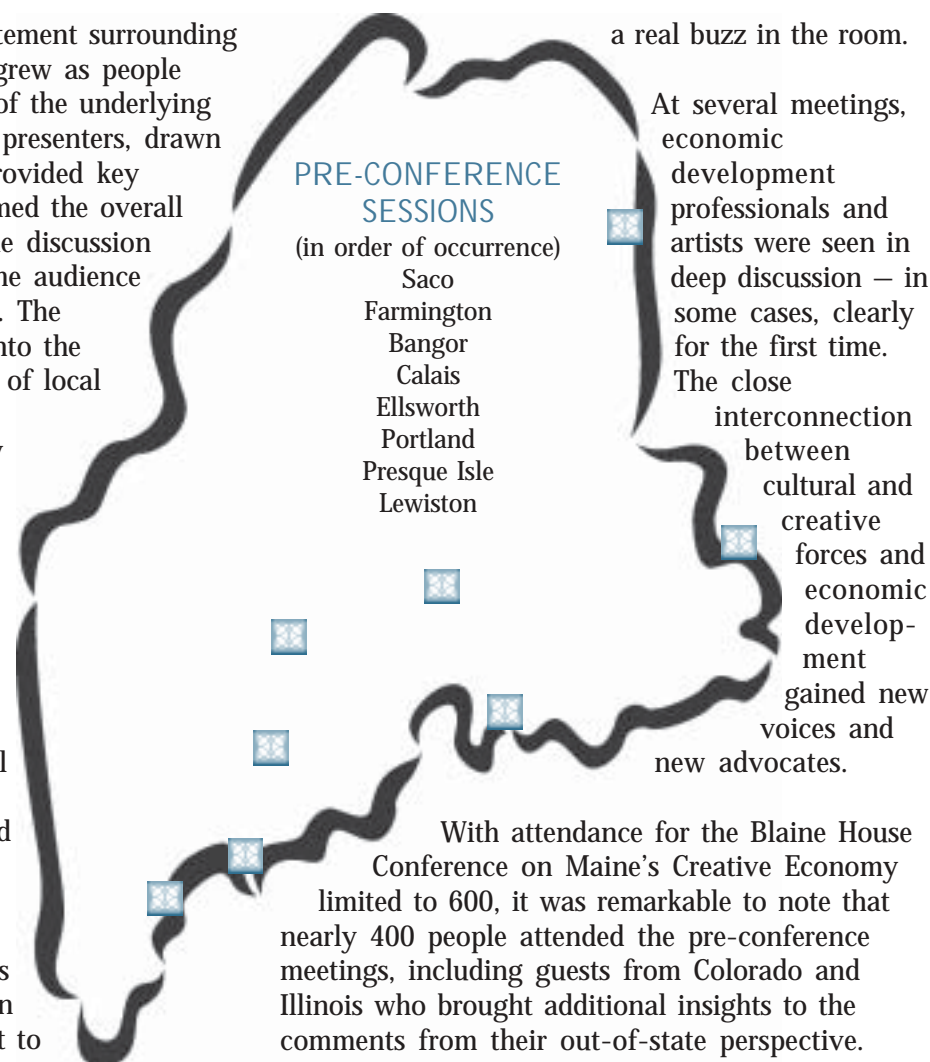 tement surrounding
grew as people
of the underlying
presenters, drawn
rovided key
med the overall
e discussion
he audience
. The
nto the
of local
PRE-CONFERENCE
SESSIONS
(in order of occurrence)
Saco
Farmington
Bangor
Calais
Ellsworth
Portland
Presque Isle
Lewiston
a real buzz in the room.
At several meetings,
economic
development
professionals and
artists were seen in
deep discussion – in
some cases, clearly
for the first time.
The close
interconnection
between
cultural and
creative
forces and
economic
develop-
ment
gained new
voices and
new advocates.
With attendance for the Blaine House
Conference on Maine's Creative Economy
limited to 600, it was remarkable to note that
nearly 400 people attended the pre-conference
meetings, including guests from Colorado and
Illinois who brought additional insights to the
comments from their out-of-state perspective.
l
d
s
n
t to